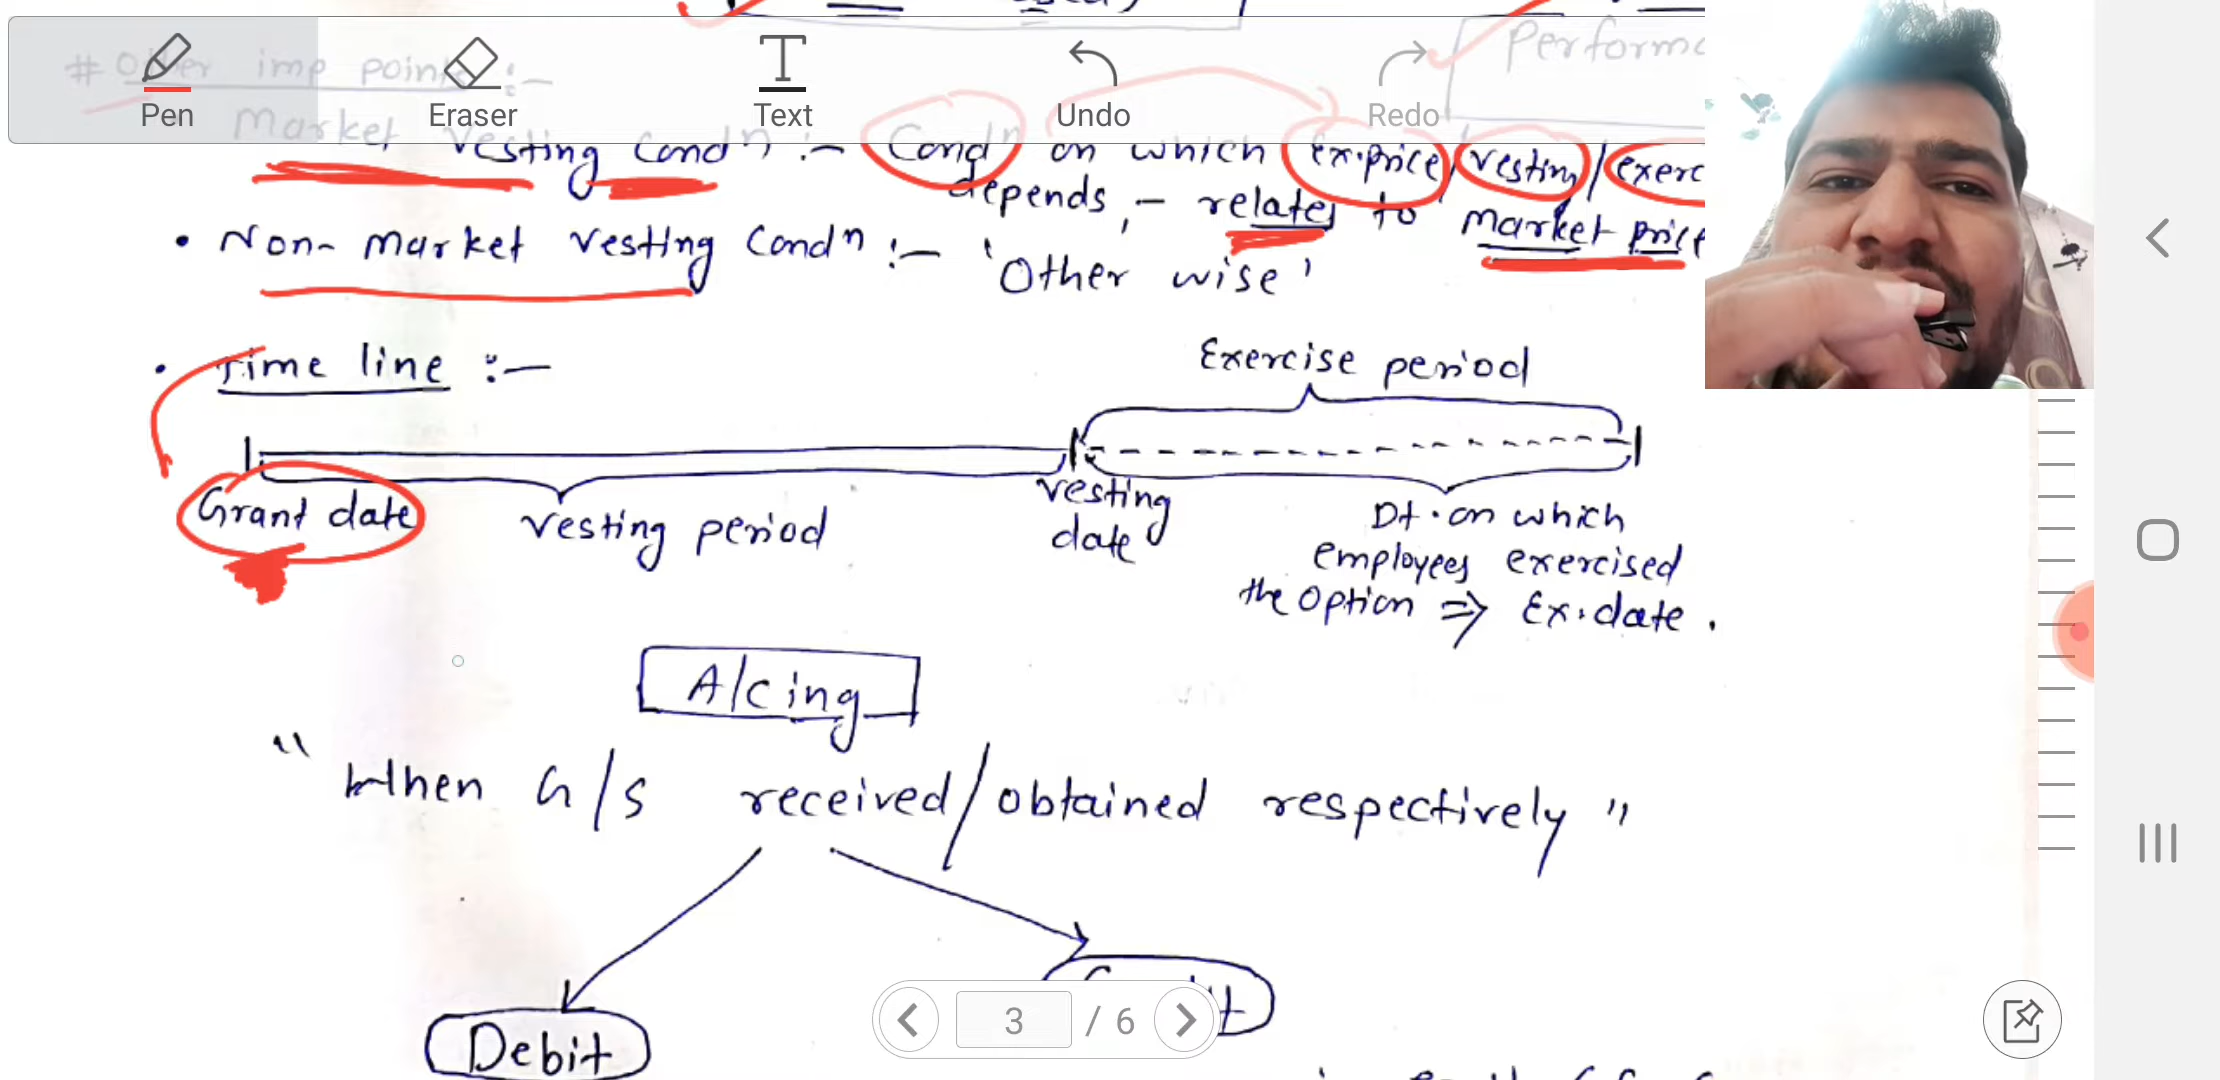 # Other imp points :-
Performa
Pen
Eraser
Text
Undo
Redo
Market Vesting Condn :- Condn on which ex.price / vesting / exerc
depends, - relates to market price
• Non-market vesting Condn :- 'Other wise'
• Time line :-
Exercise period
Grant date
vesting period
vesting
date
Dt. on which
employees exercised
the option ⇒ Ex.date.
A/cing
"When G/S received/obtained respectively"
Debit
3 / 6